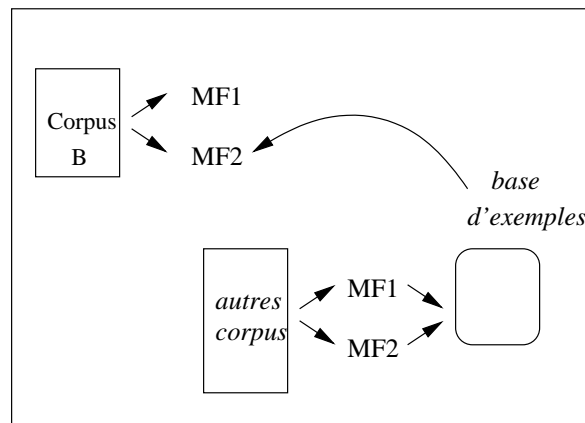 Corpus
B
MF1
MF2
base
d'exemples
autres
corpus
MF1
MF2